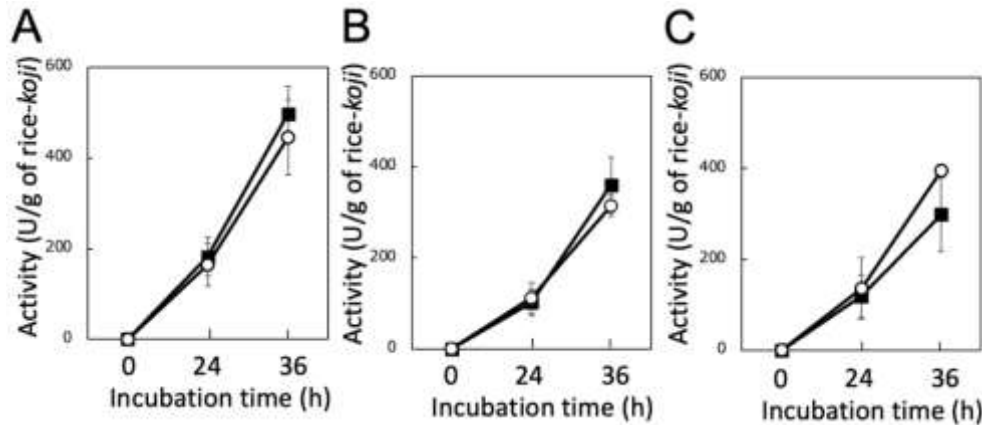 A
Activity (U/g of rice-koji)
600
400
200
0
0 24 36
Incubation time (h)
B
Activity (U/g of rice-koji)
600
400
200
0
0 24 36
Incubation time (h)
C
Activity (U/g of rice-koji)
600
400
200
0
0 24 36
Incubation time (h)